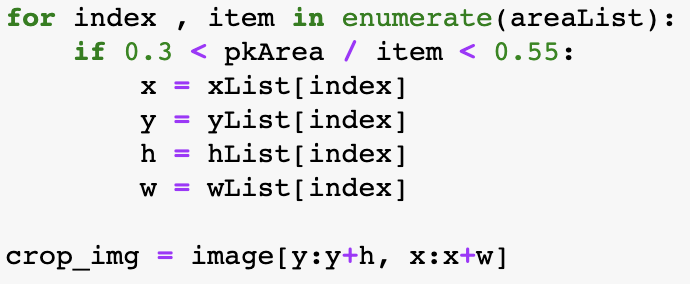 for index , item in enumerate(areaList):
    if 0.3 < pkArea / item < 0.55:
        x = xList[index]
        y = yList[index]
        h = hList[index]
        w = wList[index]

crop_img = image[y:y+h, x:x+w]